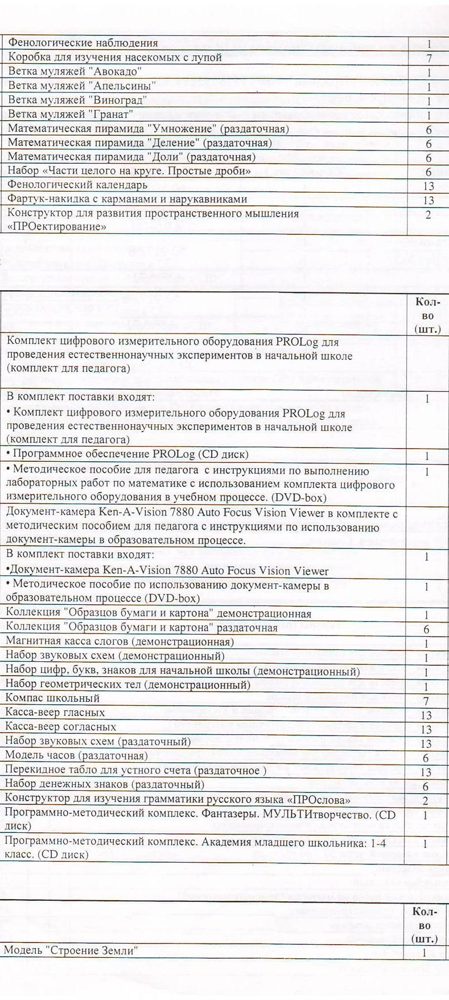 Фенологические наблюдения 1
Коробка для изучения насекомых с лупой 7
Ветка муляжей "Авокадо" 1
Ветка муляжей "Апельсины" 1
Ветка муляжей "Виноград" 1
Ветка муляжей "Гранат" 1
Математическая пирамида "Умножение" (раздаточная) 6
Математическая пирамида "Деление" (раздаточная) 6
Математическая пирамида "Доли" (раздаточная) 6
Набор «Части целого на круге. Простые дроби» 6
Фенологический календарь 13
Фартук-накидка с карманами и нарукавниками 13
Конструктор для развития пространственного мышления 2
«ПРОектирование»
Кол-
во
(шт.)
Комплект цифрового измерительного оборудования PROLog для
проведения естественнонаучных экспериментов в начальной школе
(комплект для педагога)
В комплект поставки входят: 1
• Комплект цифрового измерительного оборудования PROLog для
проведения естественнонаучных экспериментов в начальной школе
(комплект для педагога)
• Программное обеспечение PROLog (CD диск) 1
• Методическое пособие для педагога с инструкциями по выполнению 1
лабораторных работ по математике с использованием комплекта цифрового
измерительного оборудования в учебном процессе. (DVD-box)
Документ-камера Ken-A-Vision 7880 Auto Focus Vision Viewer в комплекте с
методическим пособием для педагога с инструкциями по использованию
документ-камеры в образовательном процессе.
В комплект поставки входят: 1
•Документ-камера Ken-A-Vision 7880 Auto Focus Vision Viewer
• Методическое пособие по использованию документ-камеры в 1
образовательном процессе (DVD-box)
Коллекция "Образцов бумаги и картона" демонстрационная 1
Коллекция "Образцов бумаги и картона" раздаточная 6
Магнитная касса слогов (демонстрационная) 1
Набор звуковых схем (демонстрационный) 1
Набор цифр, букв, знаков для начальной школы (демонстрационный) 1
Набор геометрических тел (демонстрационный) 1
Компас школьный 7
Касса-веер гласных 13
Касса-веер согласных 13
Набор звуковых схем (раздаточный) 13
Модель часов (раздаточная) 6
Перекидное табло для устного счета (раздаточное ) 13
Набор денежных знаков (раздаточный) 6
Конструктор для изучения грамматики русского языка «ПРОслова» 2
Программно-методический комплекс. Фантазеры. МУЛЬТИтворчество. (CD 1
диск)
Программно-методический комплекс. Академия младшего школьника: 1-4 1
класс. (CD диск)
Кол-
во
(шт.)
Модель "Строение Земли" 1